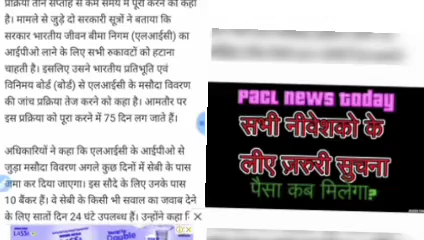 प्रक्रिया तीन सप्ताह से कम समय में पूरा करने को कहा
है। मामले से जुड़े दो सरकारी सूत्रों ने बताया कि
सरकार भारतीय जीवन बीमा निगम (एलआईसी) का
आईपीओ लाने के लिए सभी रुकावटों को हटाना
चाहती है। इसलिए उसने भारतीय प्रतिभूति एवं
विनिमय बोर्ड (बोर्ड) से एलआईसी के मसौदा विवरण
की जांच प्रक्रिया तेज करने को कहा है। आमतौर पर
इस प्रक्रिया को पूरा करने में 75 दिन लग जाते हैं।
अधिकारियों ने कहा कि एलआईसी के आईपीओ से
जुड़ा मसौदा विवरण अगले कुछ दिनों में सेबी के पास
जमा कर दिया जाएगा। इस सौदे के लिए उनके पास
10 बैंकर हैं। वे सेबी के किसी भी सवाल का जवाब देने
के लिए सातों दिन 24 घंटे उपलब्ध हैं। उन्होंने कहा
LASSI
PACL NEWS TODAY
सभी नीवेशको के
लीए ज़रुरी सुचना
पैसा कब मिलेगा?